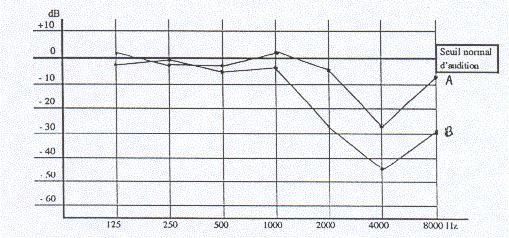 dB
+10
0
- 10
- 20
- 30
- 40
- 50
- 60
Seuil normal
d'audition
A
B
125 250 500 1000 2000 4000 8000 Hz